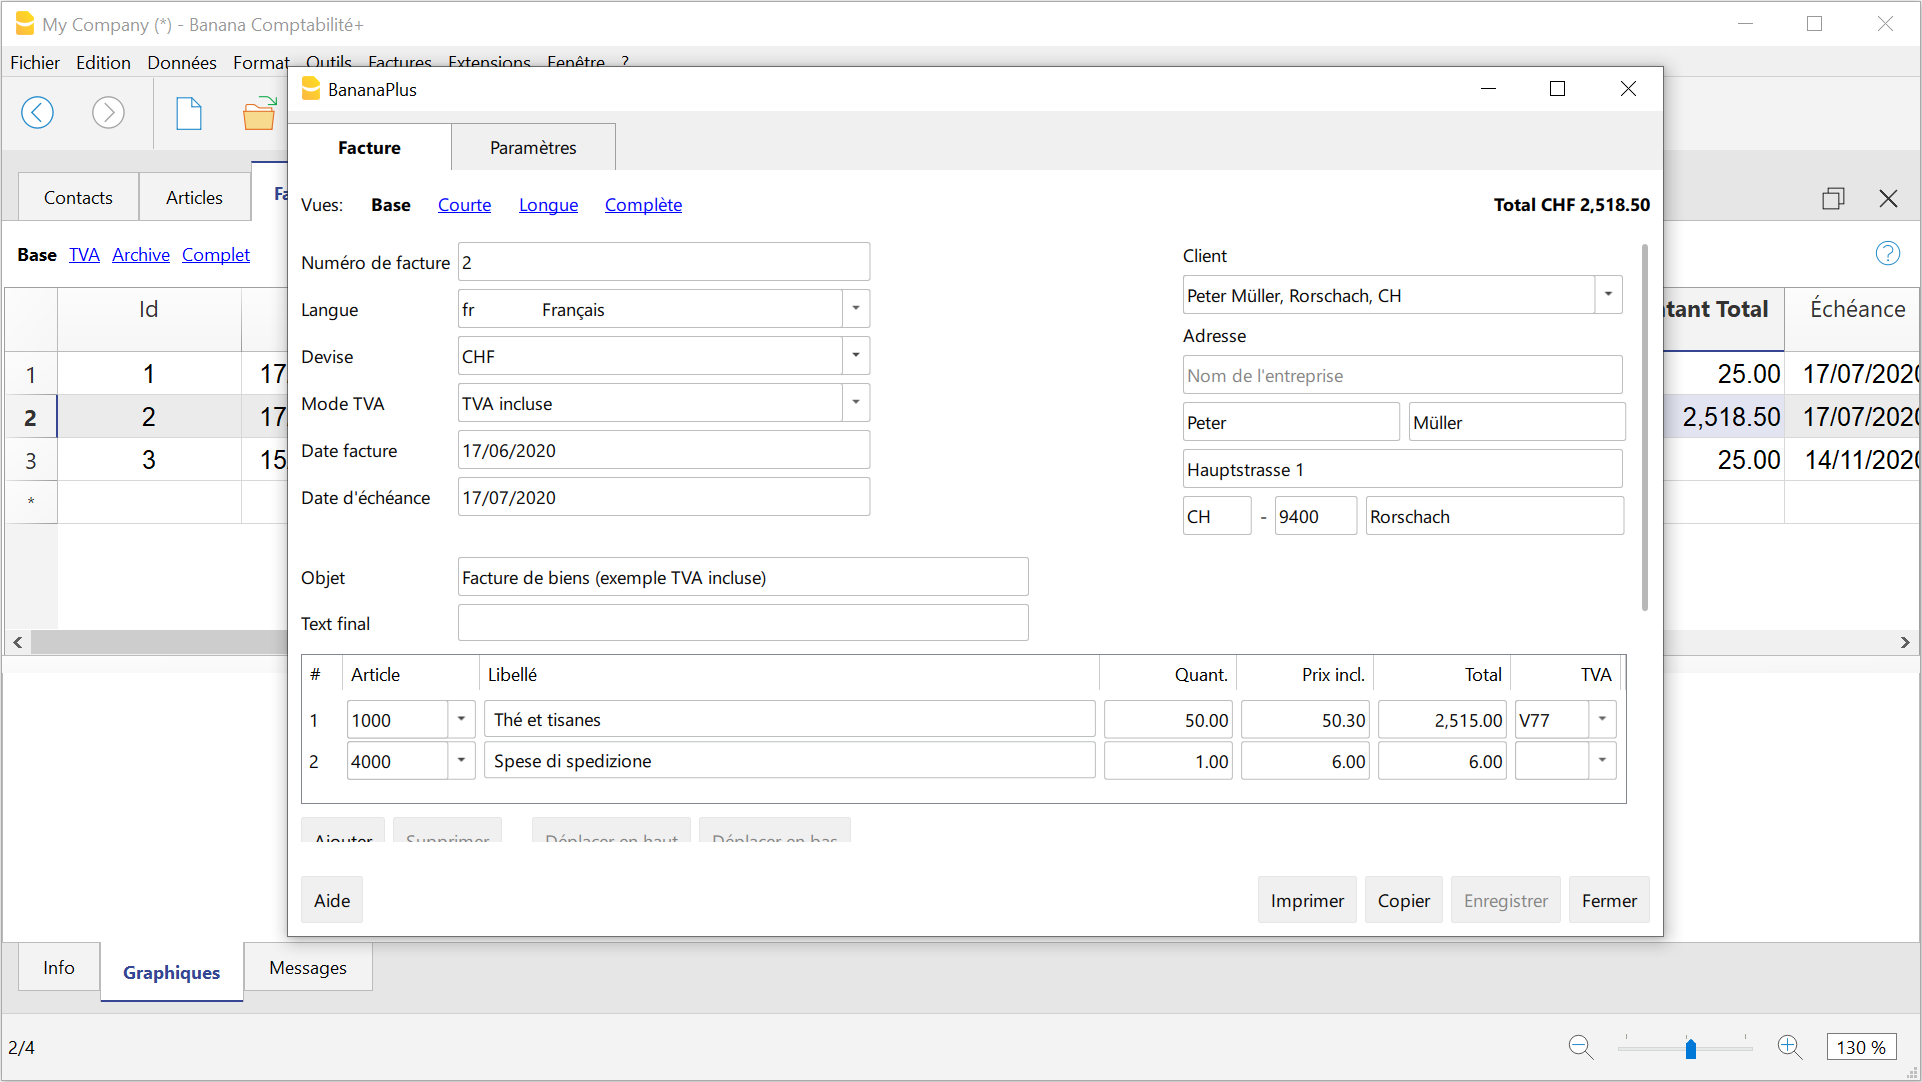 My Company (*) - Banana Comptabilité+
Fichier Edition Données Format Outils Factures Extensions Fenêtre ?
BananaPlus
Facture Paramètres
Contacts Articles Fa
Vues: Base Courte Longue Complète Total CHF 2,518.50
Base TVA Archive Complet
Numéro de facture 2
Langue fr Français
Devise CHF
Mode TVA TVA incluse
Date facture 17/06/2020
Date d'échéance 17/07/2020
Client
Peter Müller, Rorschach, CH
Adresse
Nom de l'entreprise
Peter Müller
Hauptstrasse 1
CH - 9400 Rorschach
Objet Facture de biens (exemple TVA incluse)
Text final
Id tant Total Échéance
1 1 17 25.00 17/07/2020
2 2 17 2,518.50 17/07/2020
3 3 15 25.00 14/11/2020
*
# Article Libellé Quant. Prix incl. Total TVA
1 1000 Thé et tisanes 50.00 50.30 2,515.00 V77
2 4000 Spese di spedizione 1.00 6.00 6.00
Ajouter Supprimer Déplacer en haut Déplacer en bas
Aide Imprimer Copier Enregistrer Fermer
Info Graphiques Messages
2/4 130 %